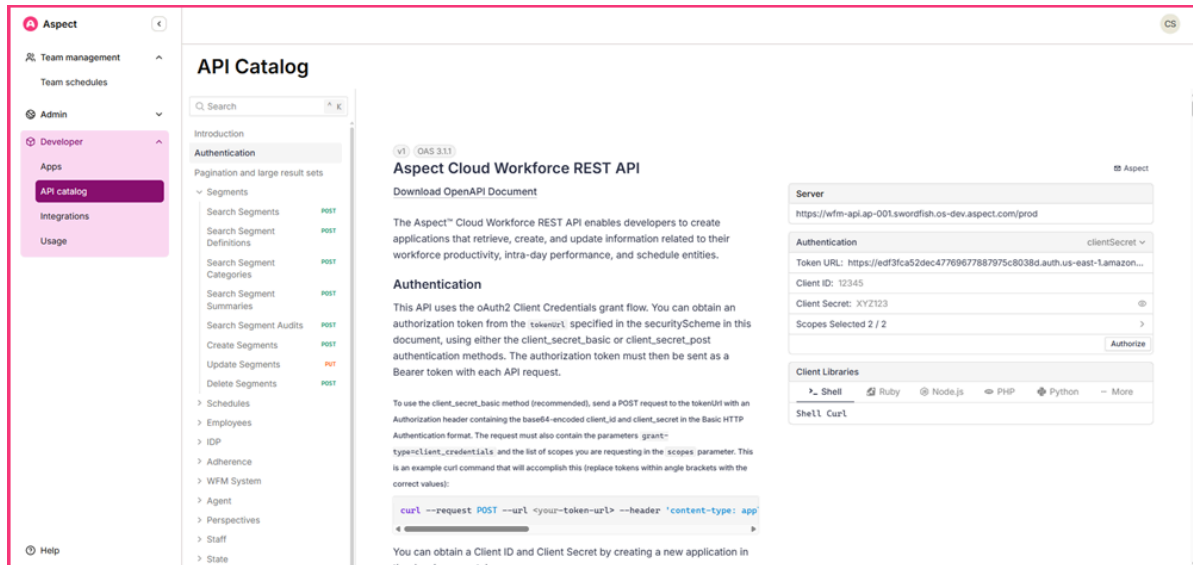 Aspect
CS
Team management
Team schedules
Admin
Developer
Apps
API catalog
Integrations
Usage
Help
API Catalog
Search
^ K
Introduction
Authentication
Pagination and large result sets
Segments
Search Segments POST
Search Segment POST
Definitions
Search Segment POST
Categories
Search Segment POST
Summaries
Search Segment Audits POST
Create Segments POST
Update Segments PUT
Delete Segments POST
Schedules
Employees
IDP
Adherence
WFM System
Agent
Perspectives
Staff
State
v1 OAS 3.1.1
Aspect Cloud Workforce REST API
Download OpenAPI Document
The Aspect™ Cloud Workforce REST API enables developers to create
applications that retrieve, create, and update information related to their
workforce productivity, intra-day performance, and schedule entities.
Authentication
This API uses the oAuth2 Client Credentials grant flow. You can obtain an
authorization token from the tokenUrl specified in the securityScheme in this
document, using either the client_secret_basic or client_secret_post
authentication methods. The authorization token must then be sent as a
Bearer token with each API request.
To use the client_secret_basic method (recommended), send a POST request to the tokenUrl with an
Authorization header containing the base64-encoded client_id and client_secret in the Basic HTTP
Authentication format. The request must also contain the parameters grant-
type=client_credentials and the list of scopes you are requesting in the scopes parameter. This
is an example curl command that will accomplish this (replace tokens within angle brackets with the
correct values):
curl --request POST --url <your-token-url> --header 'content-type: appl
You can obtain a Client ID and Client Secret by creating a new application in
Aspect
Server
https://wfm-api.ap-001.swordfish.os-dev.aspect.com/prod
Authentication clientSecret
Token URL: https://edf3fca52dec47769677887975c8038d.auth.us-east-1.amazon...
Client ID: 12345
Client Secret: XYZ123
Scopes Selected 2 / 2
Authorize
Client Libraries
Shell Ruby Node.js PHP Python More
Shell Curl